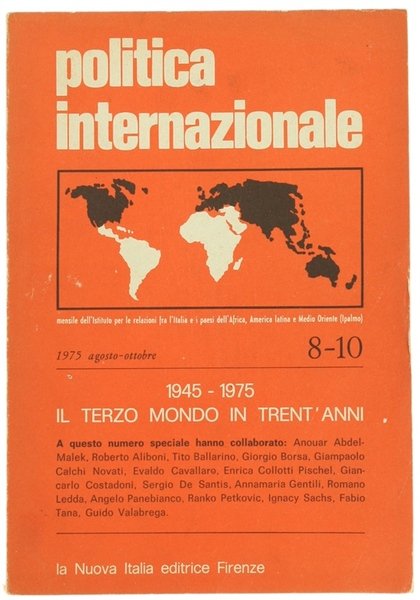 politica
internazionale
mensile dell'Istituto per le relazioni fra l'Italia e i paesi dell'Africa, America latina e Medio Oriente (Ipalmo)
1975 agosto-ottobre
8-10
1945 - 1975
IL TERZO MONDO IN TRENT'ANNI
A questo numero speciale hanno collaborato: Anouar Abdel-
Malek, Roberto Aliboni, Tito Ballarino, Giorgio Borsa, Giampaolo
Calchi Novati, Evaldo Cavallare, Enrica Collotti Pischel, Gian-
carlo Costadoni, Sergio De Santis, Annamaria Gentili, Romano
Ledda, Angelo Panebianco, Ranko Petkovic, Ignacy Sachs, Fabio
Tana, Guido Valabrega.
la Nuova Italia editrice Firenze